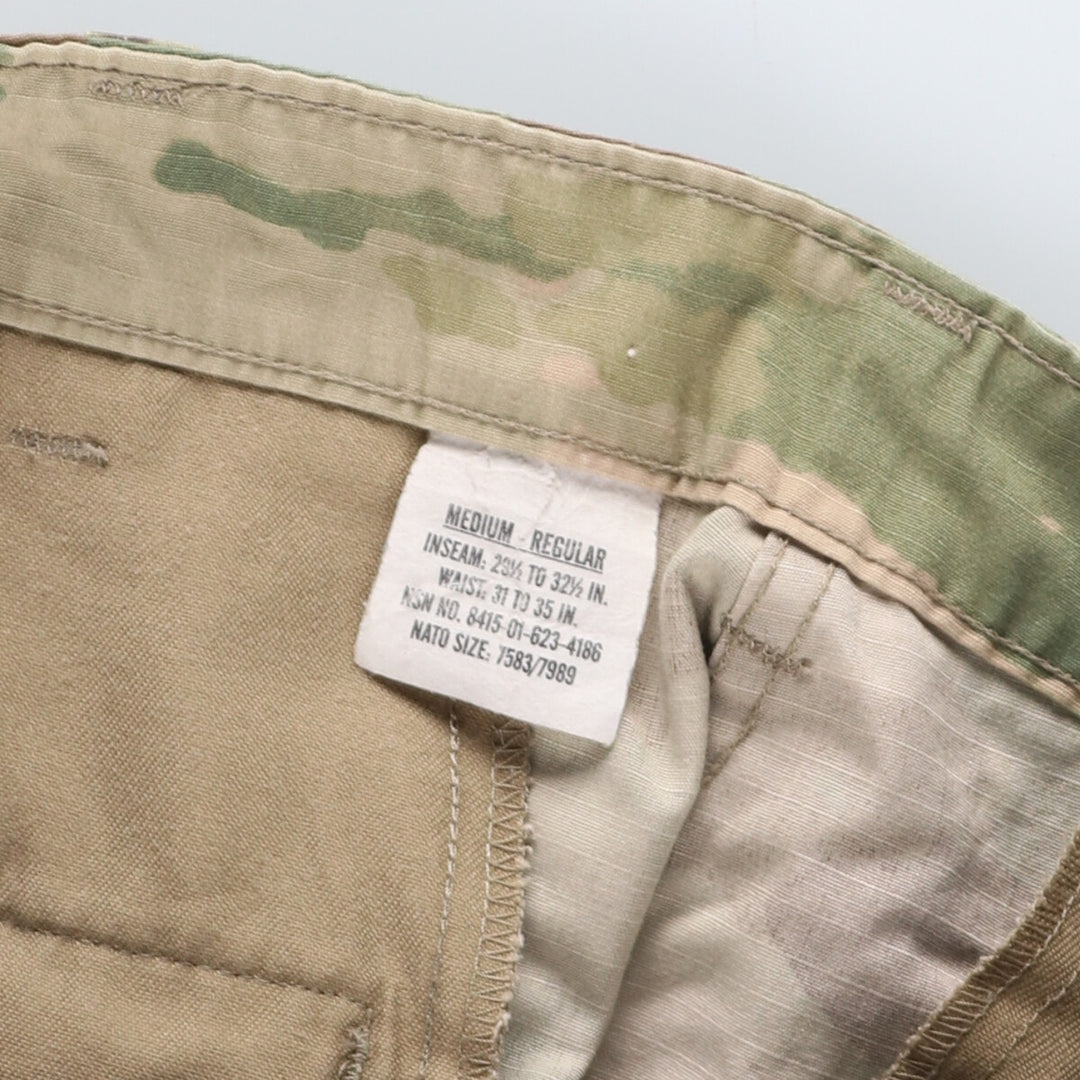 MEDIUM - REGULAR
INSEAM: 29½ TO 32½ IN.
WAIST: 31 TO 35 IN.
NSN NO. 8415-01-623-4186
NATO SIZE: 7583/7989